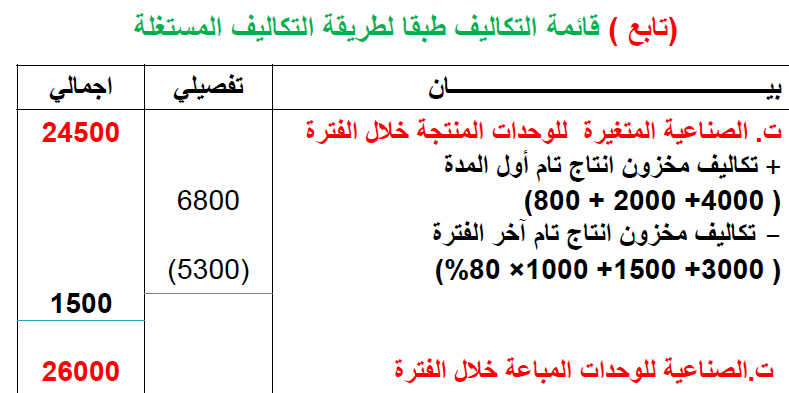 (تابع ) قائمة التكاليف طبقا لطريقة التكاليف المستغلة
بيـــــــــــــــــــــــــــــــــــــان تفصيلي اجمالي
ت. الصناعية المتغيرة للوحدات المنتجة خلال الفترة 24500
+ تكاليف مخزون انتاج تام أول المدة
( 4000+ 2000 + 800) 6800
– تكاليف مخزون انتاج تام آخر الفترة
( 3000+ 1500+ 1000× 80%) (5300)
1500
ت.الصناعية للوحدات المباعة خلال الفترة 26000